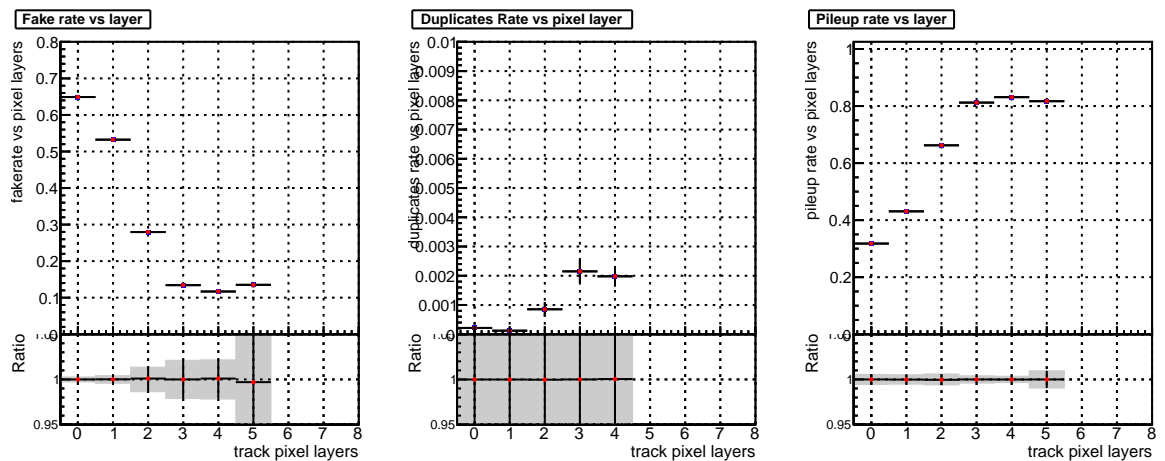 Fake rate vs layer
fakerate vs pixel layers
0.8
0.7
0.6
0.5
0.4
0.3
0.2
0.1
0
Ratio
1
0.95
0 1 2 3 4 5 6 7 8
track pixel layers
Duplicates Rate vs pixel layer
duplicates rate vs pixel layers
0.01
0.009
0.008
0.007
0.006
0.005
0.004
0.003
0.002
0.001
0
Ratio
1
0.95
0 1 2 3 4 5 6 7 8
track pixel layers
Pileup rate vs layer
pileup rate vs pixel layers
1
0.8
0.6
0.4
0.2
0
Ratio
1
0.95
0 1 2 3 4 5 6 7 8
track pixel layers